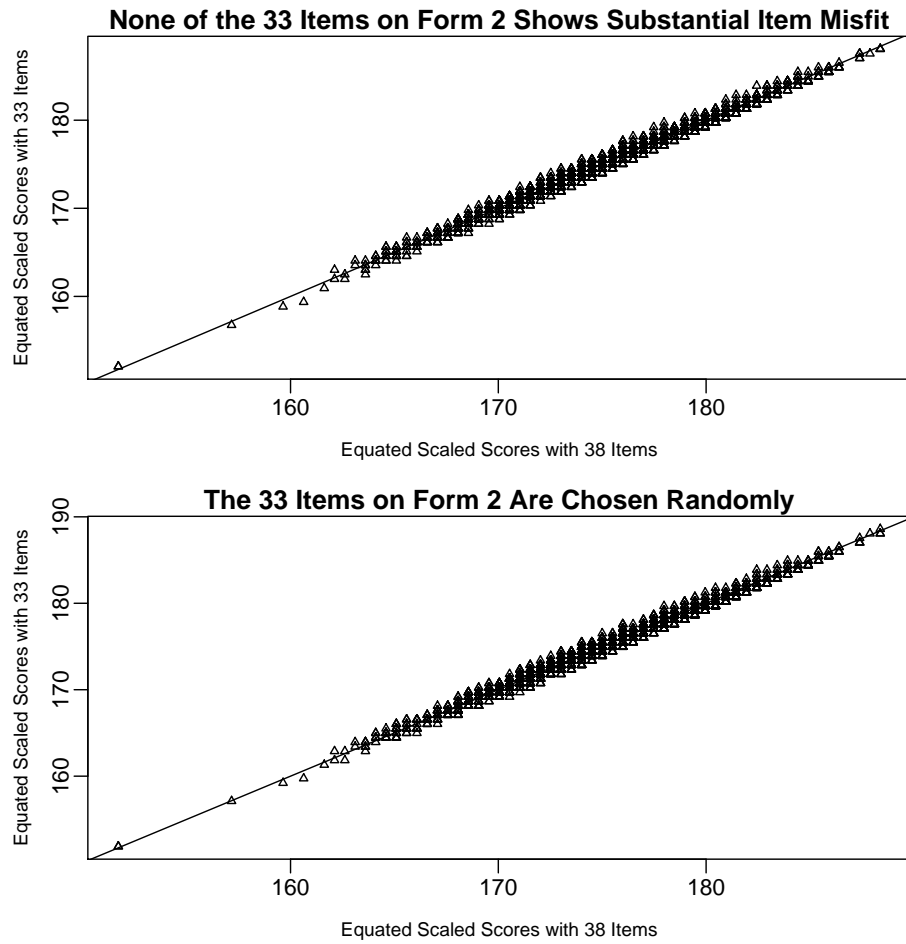 None of the 33 Items on Form 2 Shows Substantial Item Misfit
Equated Scaled Scores with 33 Items
180
170
160
160 170 180
Equated Scaled Scores with 38 Items
The 33 Items on Form 2 Are Chosen Randomly
Equated Scaled Scores with 33 Items
190
180
170
160
160 170 180
Equated Scaled Scores with 38 Items